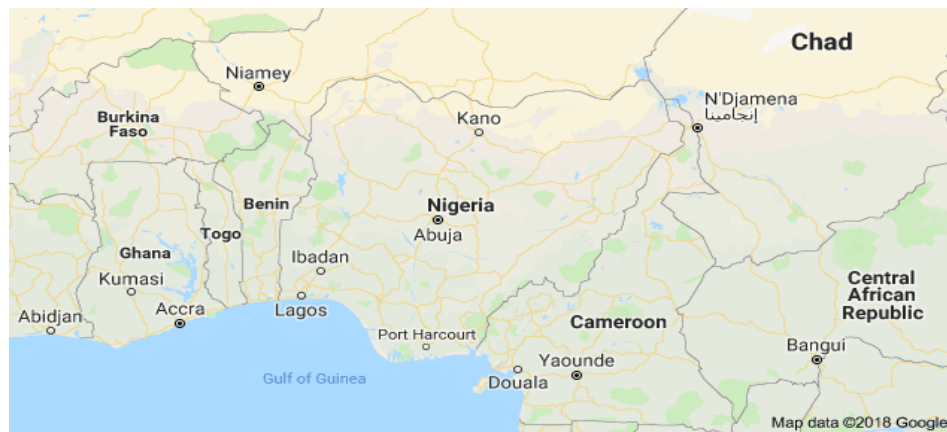 Chad
Niamey
N'Djamena
إنجامينا
Burkina
Faso
Kano
Benin
Nigeria
Togo
Abuja
Ghana
Ibadan
Kumasi
Central
African
Republic
Accra
Lagos
Abidjan
Cameroon
Port Harcourt
Bangui
Yaounde
Gulf of Guinea
Douala
Map data ©2018 Google